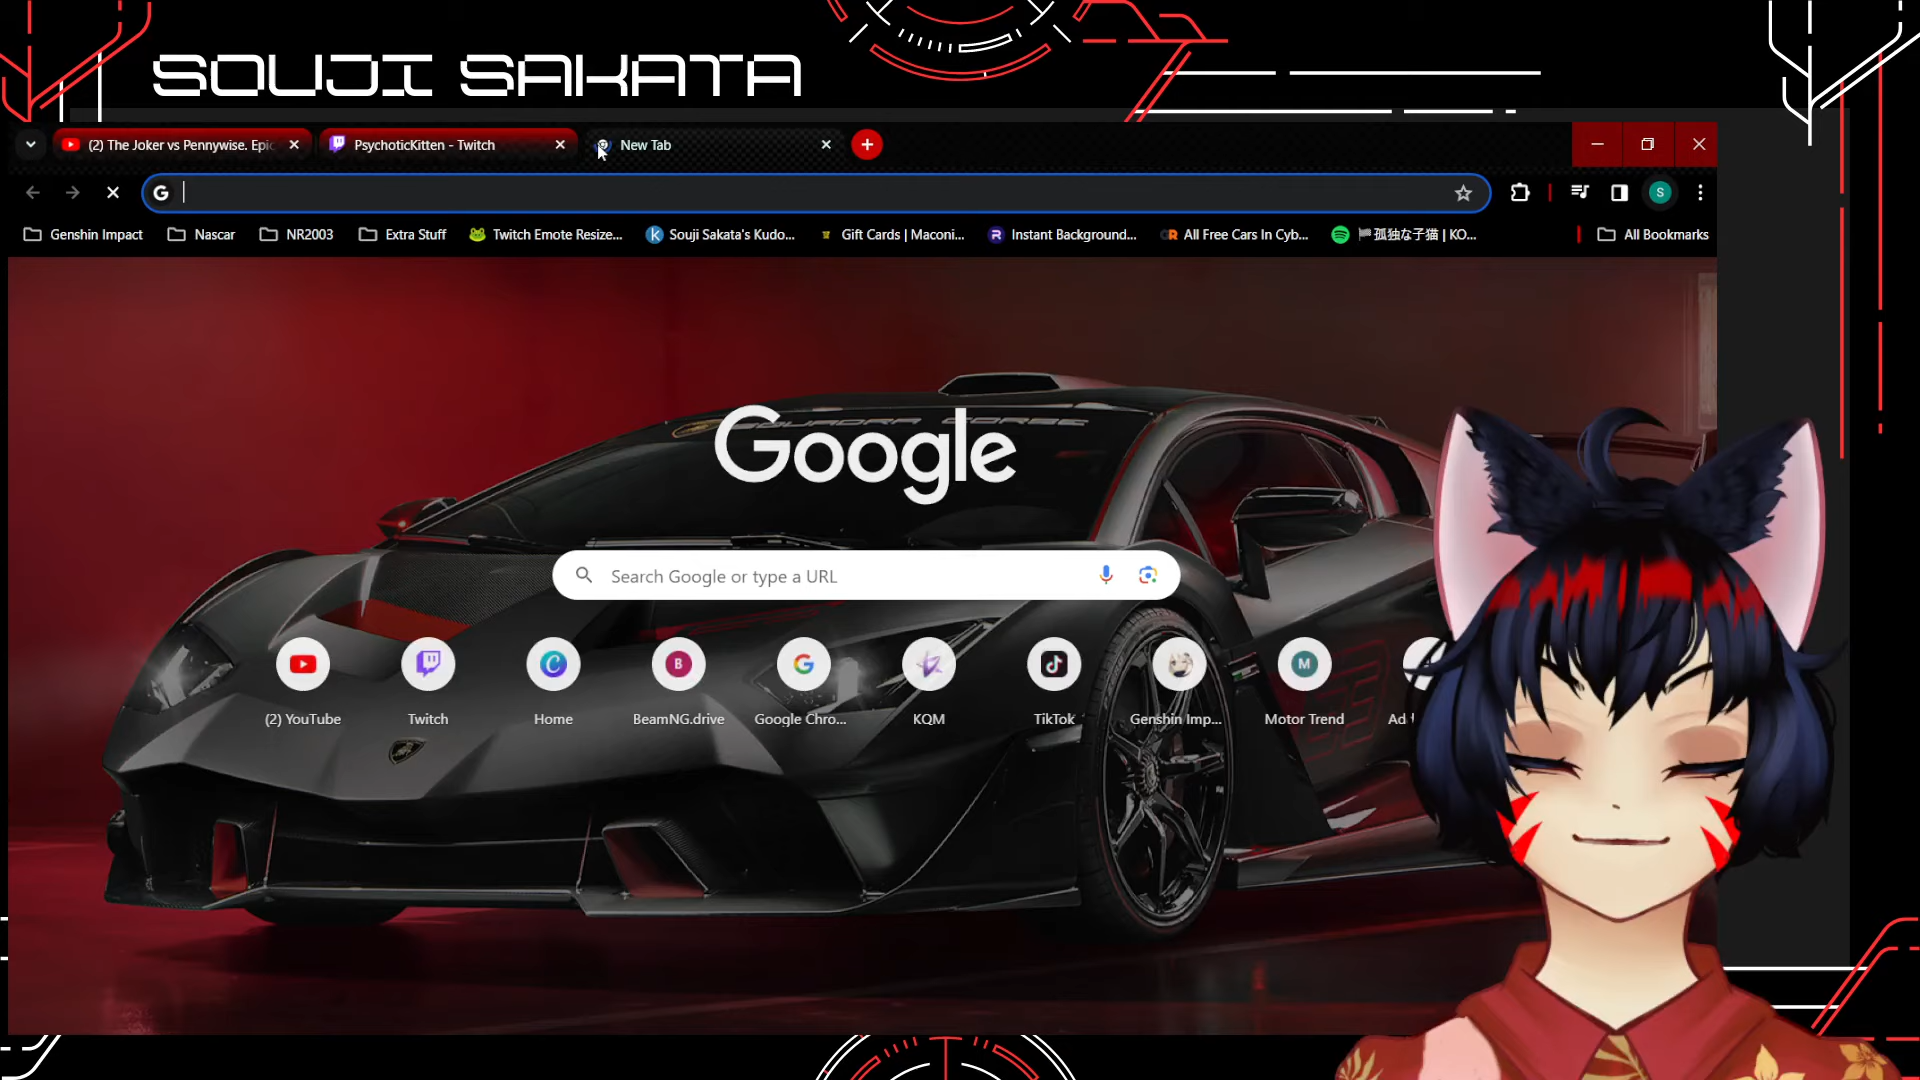 SOUJI SAKATA
(2) The Joker vs Pennywise. Epic
PsychoticKitten - Twitch
New Tab
Genshin Impact
Nascar
NR2003
Extra Stuff
Twitch Emote Resize...
Souji Sakata's Kudo...
Gift Cards | Maconi...
Instant Background...
All Free Cars In Cyb...
孤独な子猫 | KO...
All Bookmarks
Google
Search Google or type a URL
(2) YouTube
Twitch
Home
BeamNG.drive
Google Chro...
KQM
TikTok
Genshin Imp...
Motor Trend
Ad